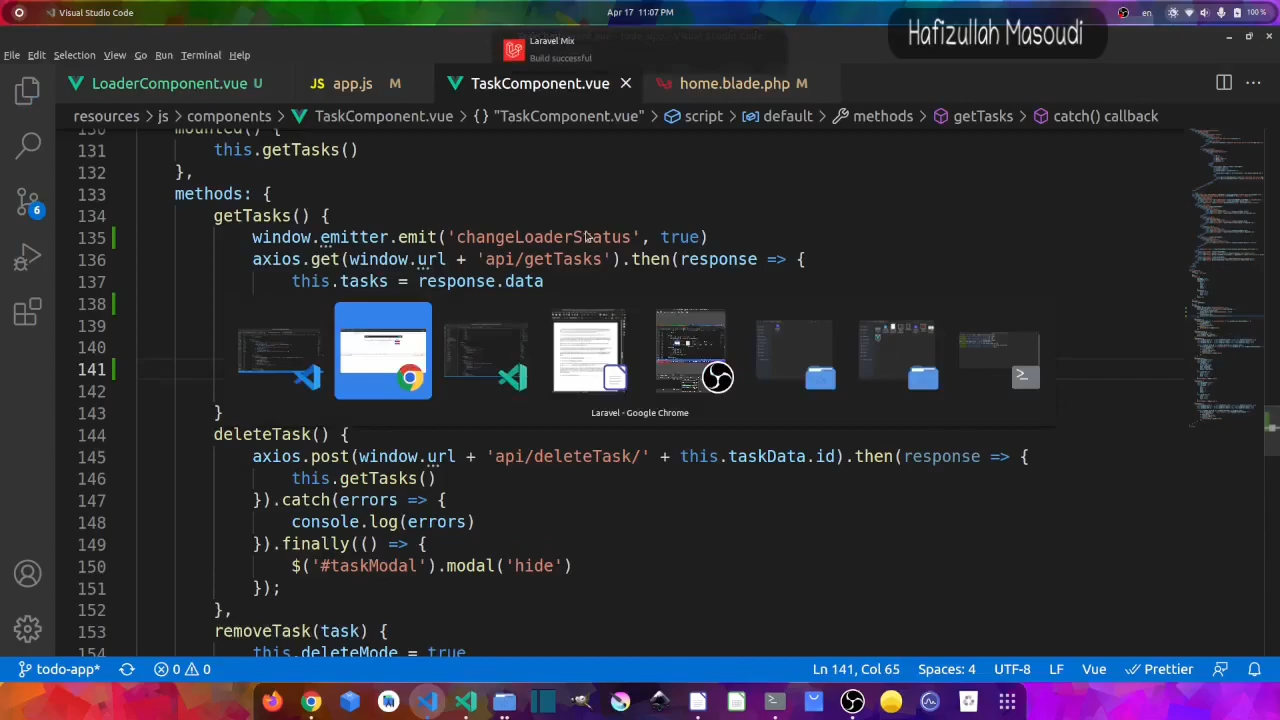 Visual Studio Code
Apr 17 11:07 PM
en
100 %
Hafizullah Masoudi
File Edit Selection View Go Run Terminal Help
Laravel Mix
Build successful
LoaderComponent.vue U
JS app.js M
TaskComponent.vue
home.blade.php M
resources > js > components > TaskComponent.vue > {} "TaskComponent.vue" > script > default > methods > getTasks > catch() callback
130 mounted() {
131 this.getTasks()
132 },
133 methods: {
134 getTasks() {
135 window.emitter.emit('changeLoaderStatus', true)
136 axios.get(window.url + 'api/getTasks').then(response => {
137 this.tasks = response.data
138
139
140
141
142
Laravel - Google Chrome
143 }
144 deleteTask() {
145 axios.post(window.url + 'api/deleteTask/' + this.taskData.id).then(response => {
146 this.getTasks()
147 }).catch(errors => {
148 console.log(errors)
149 }).finally(() => {
150 $('#taskModal').modal('hide')
151 });
152 },
153 removeTask(task) {
154 this.deleteMode = true
6
todo-app*
0 0
Ln 141, Col 65
Spaces: 4
UTF-8
LF
Vue
Prettier